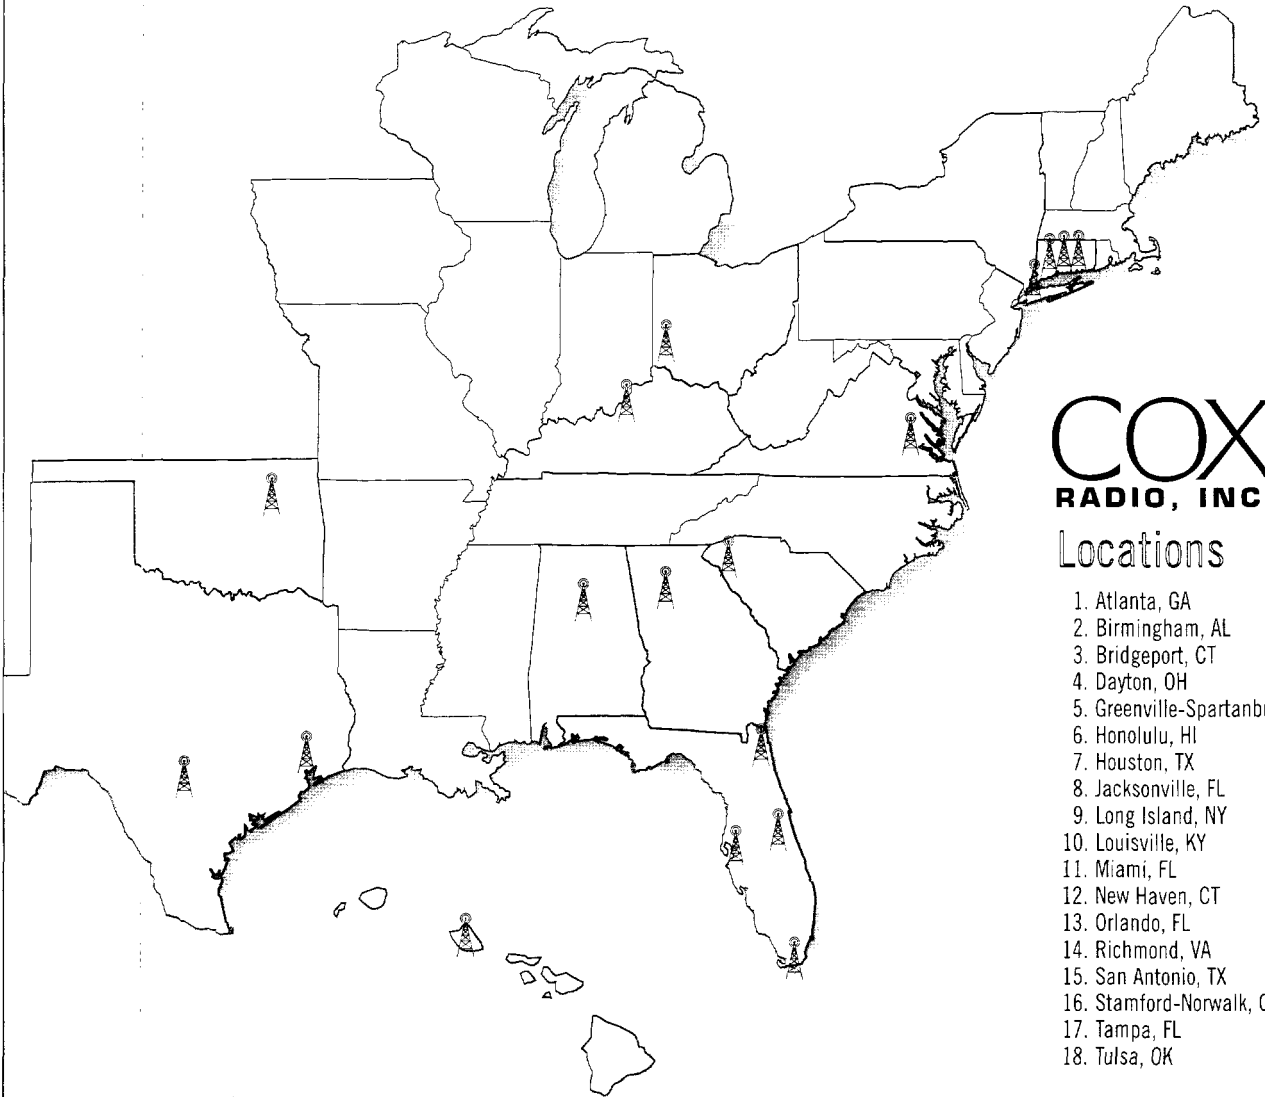 COX
RADIO, INC
Locations
1. Atlanta, GA
2. Birmingham, AL
3. Bridgeport, CT
4. Dayton, OH
5. Greenville-Spartanbu
6. Honolulu, HI
7. Houston, TX
8. Jacksonville, FL
9. Long Island, NY
10. Louisville, KY
11. Miami, FL
12. New Haven, CT
13. Orlando, FL
14. Richmond, VA
15. San Antonio, TX
16. Stamford-Norwalk, C
17. Tampa, FL
18. Tulsa, OK